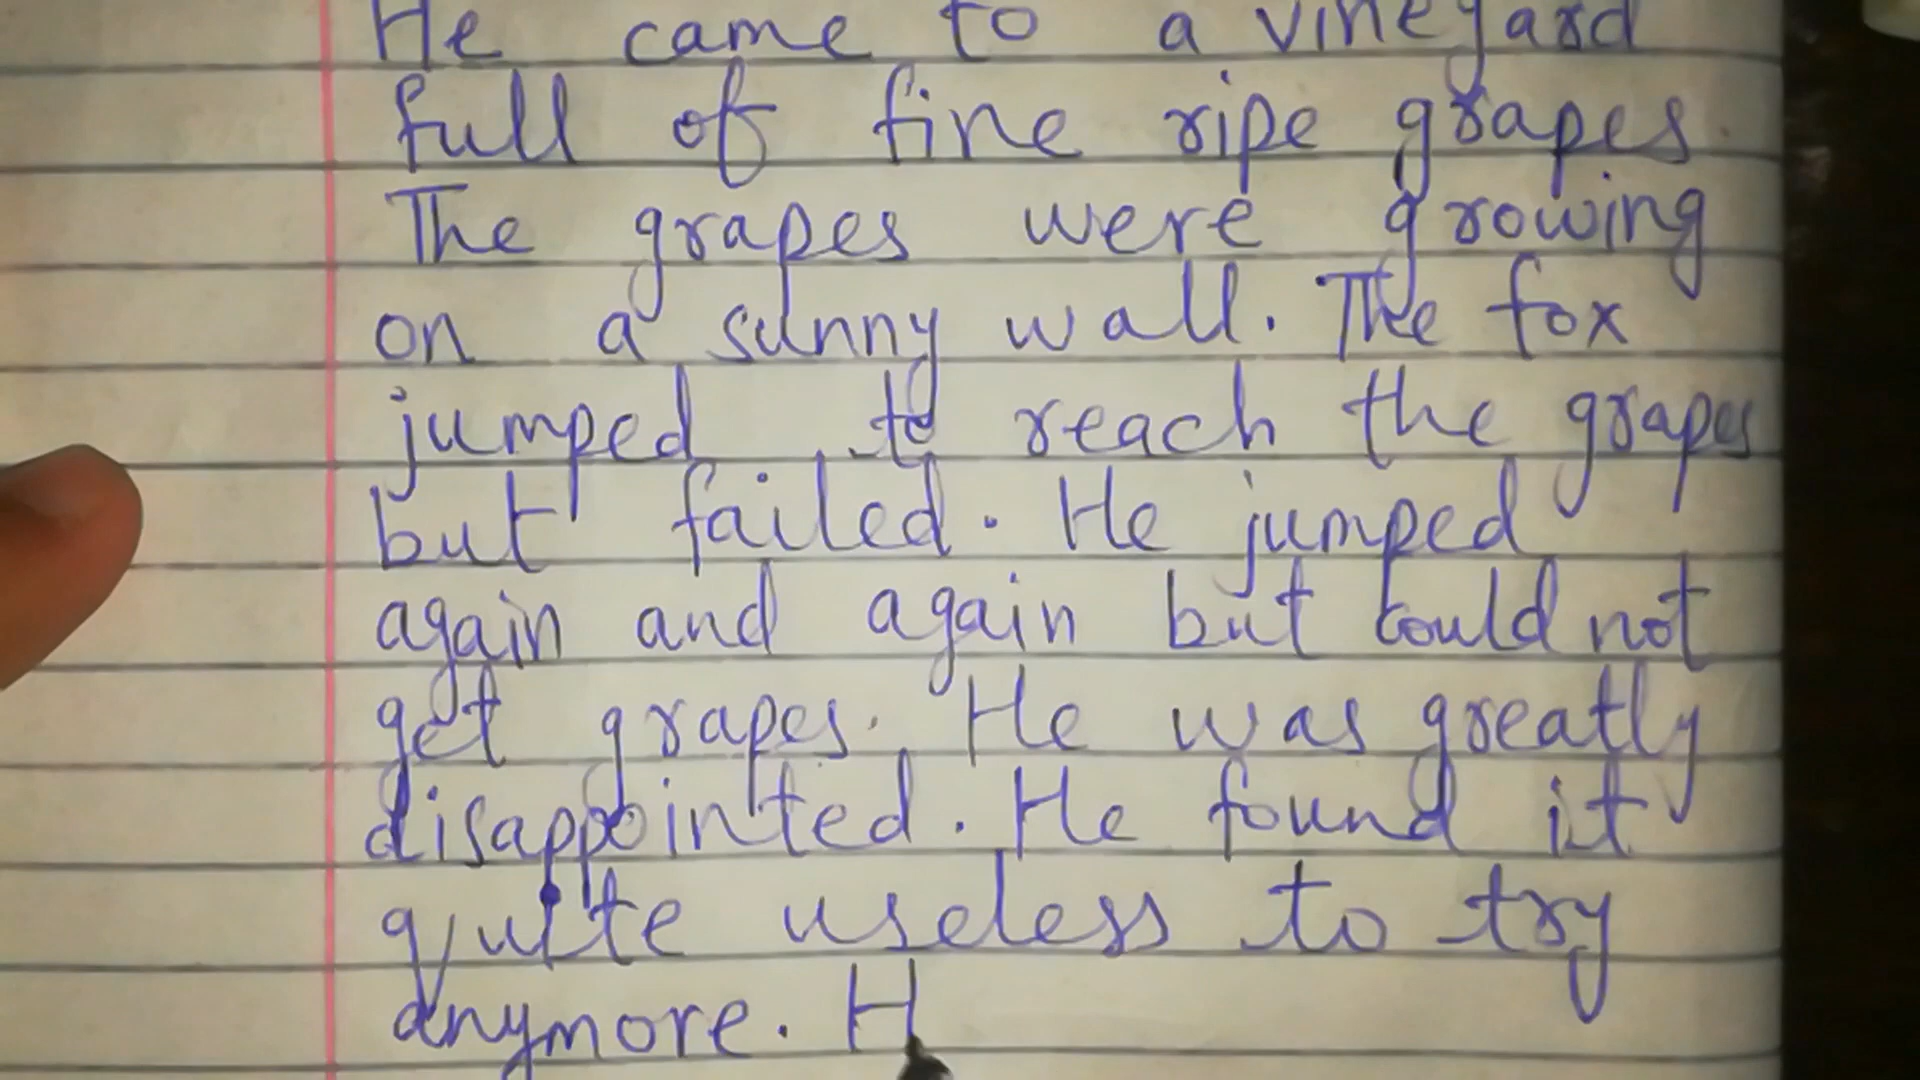 He came to a vineyard
full of fine ripe grapes.
The grapes were growing
on a sunny wall. The fox
jumped to reach the grapes
but failed. He jumped
again and again but could not
get grapes. He was greatly
disappointed. He found it
quite useless to try
anymore. H